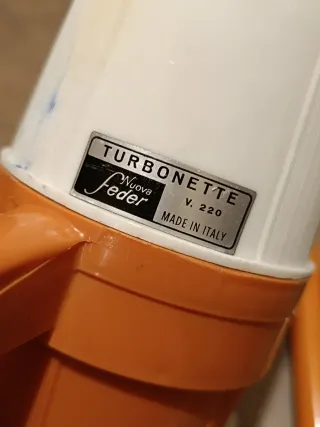 TURBONETTE
Nuova
feder
V. 220
MADE IN ITALY